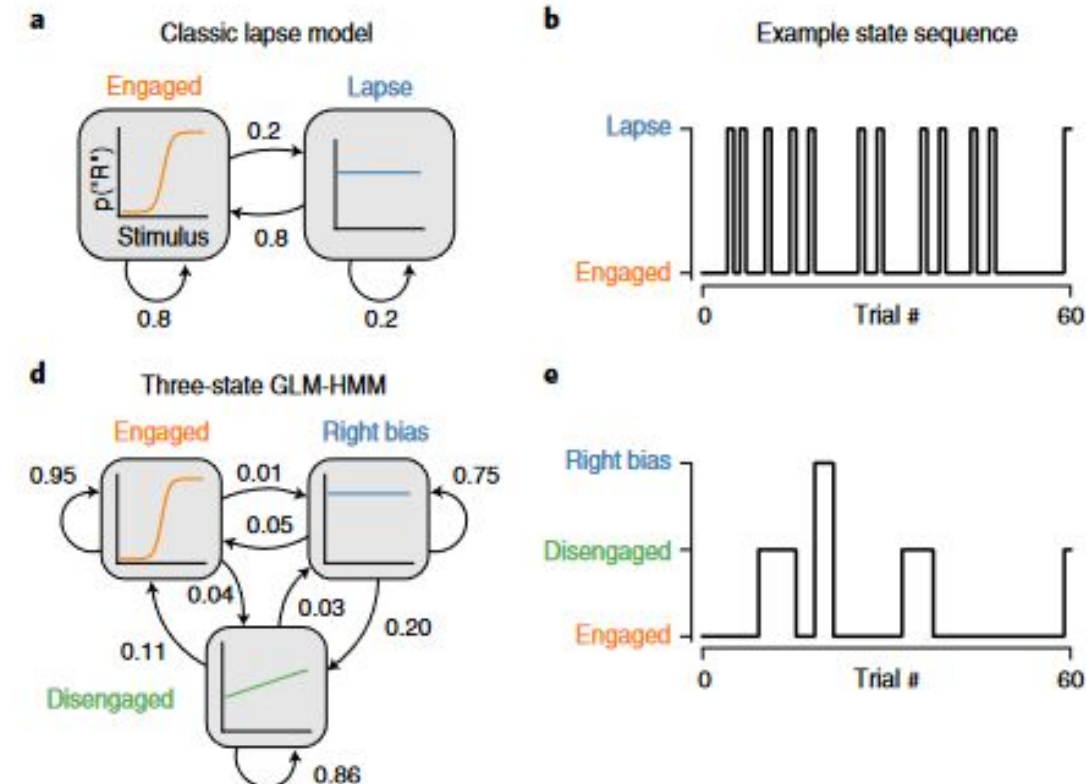 a
Classic lapse model
Engaged
Lapse
0.2
p("R")
Stimulus
0.8
0.8
0.2
b
Example state sequence
Lapse
Engaged
0
Trial #
60
d
Three-state GLM-HMM
Engaged
Right bias
0.95
0.01
0.75
0.05
0.04
0.03
0.20
0.11
Disengaged
0.86
e
Right bias
Disengaged
Engaged
0
Trial #
60